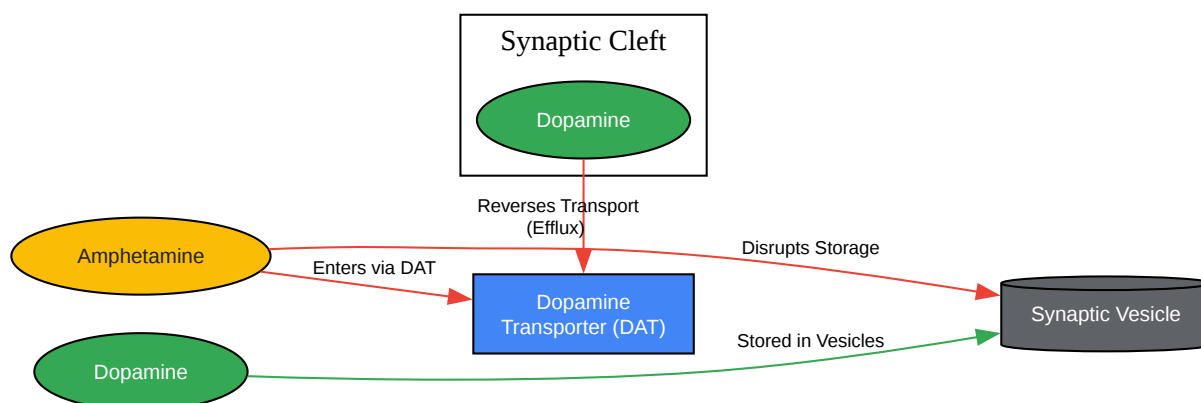 Synaptic Cleft
Dopamine
Reverses Transport
(Efflux)
Amphetamine
Disrupts Storage
Enters via DAT
Dopamine
Transporter (DAT)
Synaptic Vesicle
Stored in Vesicles
Dopamine